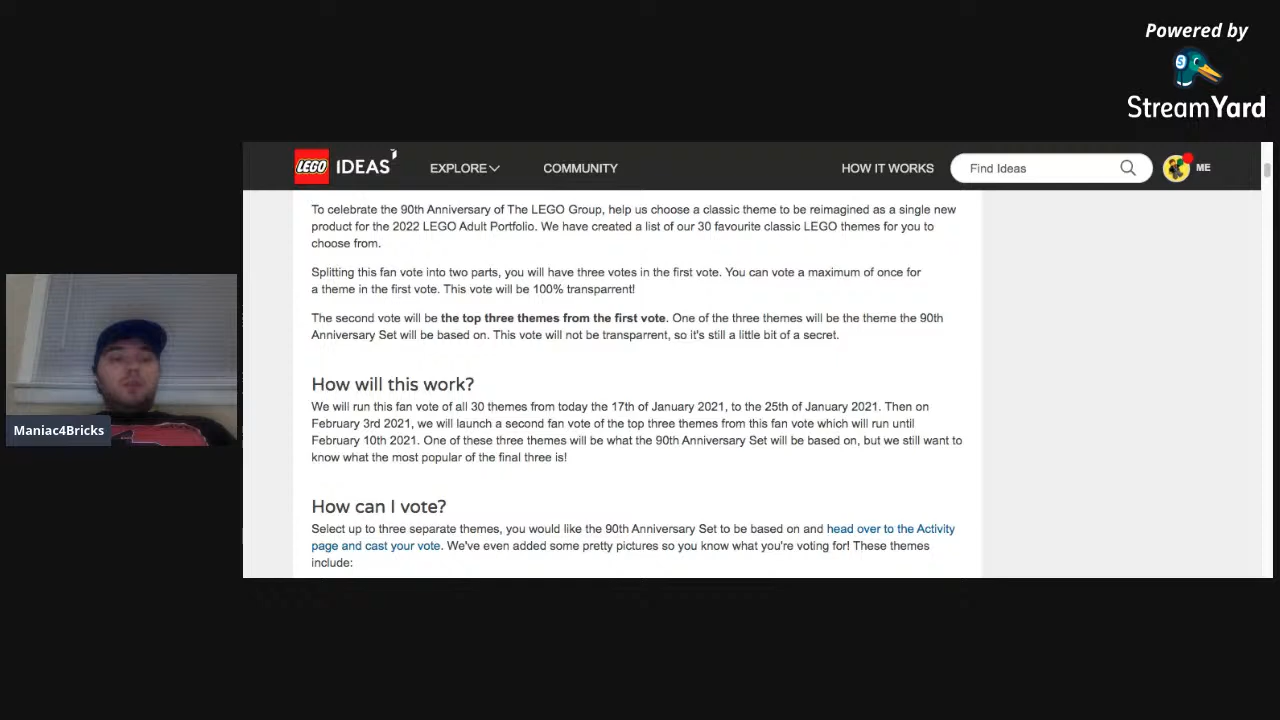 Powered by
StreamYard
LEGO IDEAS EXPLORE COMMUNITY HOW IT WORKS Find Ideas ME
To celebrate the 90th Anniversary of The LEGO Group, help us choose a classic theme to be reimagined as a single new
product for the 2022 LEGO Adult Portfolio. We have created a list of our 30 favourite classic LEGO themes for you to
choose from.
Splitting this fan vote into two parts, you will have three votes in the first vote. You can vote a maximum of once for
a theme in the first vote. This vote will be 100% transparrent!
The second vote will be the top three themes from the first vote. One of the three themes will be the theme the 90th
Anniversary Set will be based on. This vote will not be transparent, so it's still a little bit of a secret.
How will this work?
We will run this fan vote of all 30 themes from today the 17th of January 2021, to the 25th of January 2021. Then on
February 3rd 2021, we will launch a second fan vote of the top three themes from this fan vote which will run until
February 10th 2021. One of these three themes will be what the 90th Anniversary Set will be based on, but we still want to
know what the most popular of the final three is!
How can I vote?
Select up to three separate themes, you would like the 90th Anniversary Set to be based on and head over to the Activity
page and cast your vote. We've even added some pretty pictures so you know what you're voting for! These themes
include:
Maniac4Bricks